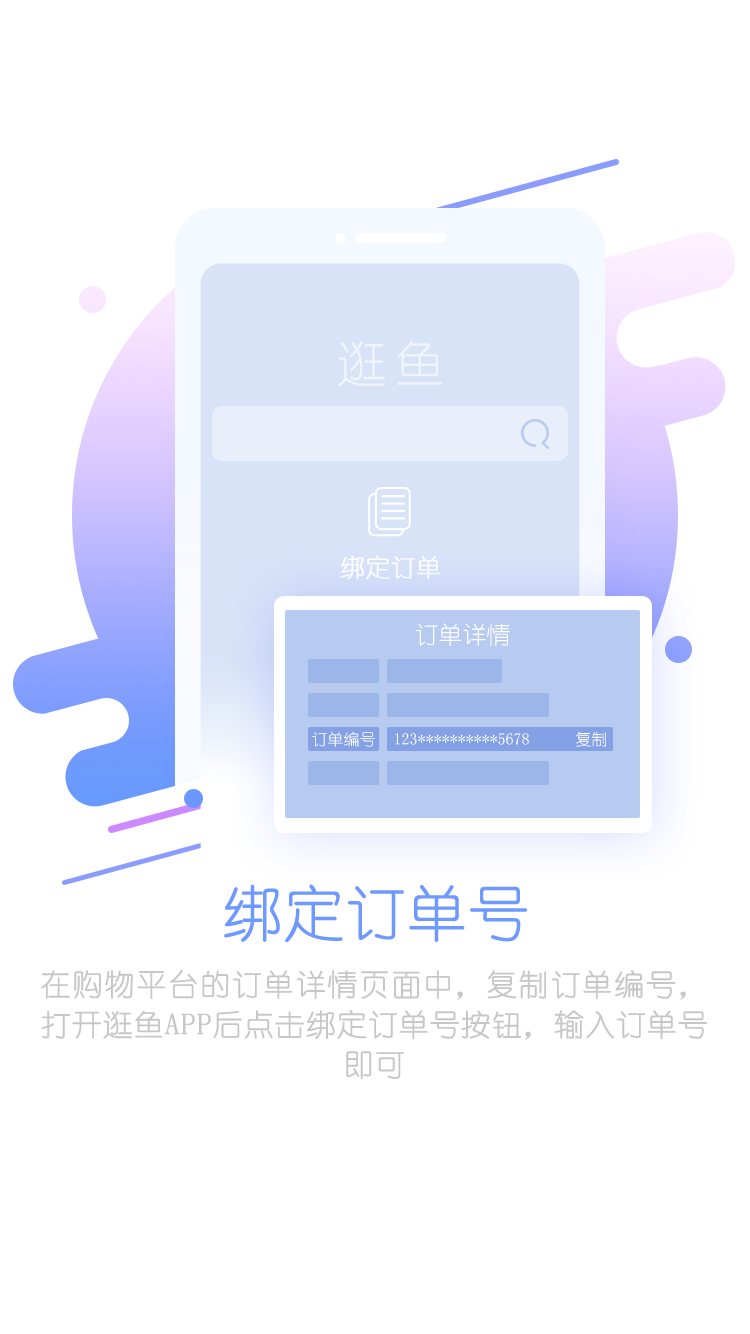 逛鱼
绑定订单
订单详情
订单编号 123**********5678 复制
绑定订单号
在购物平台的订单详情页面中，复制订单编号，
打开逛鱼APP后点击绑定订单号按钮，输入订单号
即可